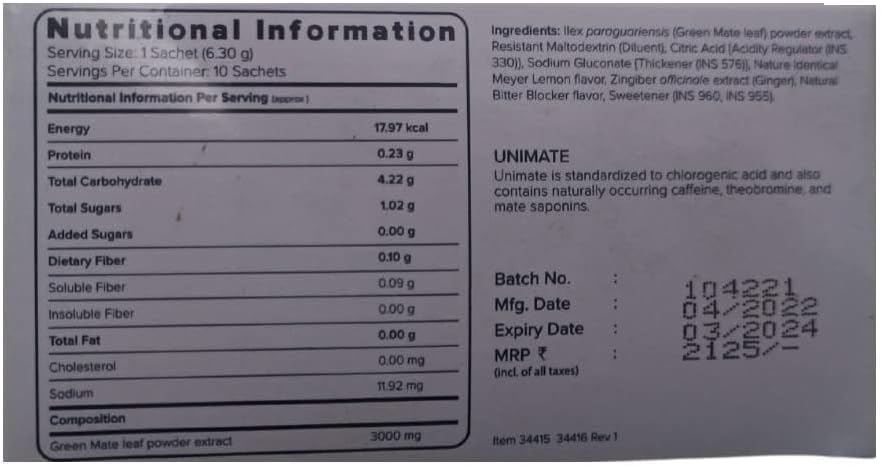 Nutritional Information
Serving Size: 1 Sachet (6.30 g)
Servings Per Container: 10 Sachets
Nutritional Information Per Serving (approx)
Energy 17.97 kcal
Protein 0.23 g
Total Carbohydrate 4.22 g
Total Sugars 1.02 g
Added Sugars 0.00 g
Dietary Fiber 0.10 g
Soluble Fiber 0.09 g
Insoluble Fiber 0.00 g
Total Fat 0.00 g
Cholesterol 0.00 mg
Sodium 11.92 mg
Composition
Green Mate leaf powder extract 3000 mg
Ingredients: Ilex paraguariensis (Green Mate leaf) powder extract,
Resistant Maltodextrin (Diluent), Citric Acid [Acidity Regulator (INS
330)], Sodium Gluconate [Thickener (INS 576)], Nature Identical
Meyer Lemon flavor, Zingiber officinale extract (Ginger), Natural
Bitter Blocker flavor, Sweetener (INS 960, INS 955).
UNIMATE
Unimate is standardized to chlorogenic acid and also
contains naturally occurring caffeine, theobromine, and
mate saponins.
Batch No. : 104221
Mfg. Date : 04/2022
Expiry Date : 03/2024
MRP ₹ : 2125/-
(incl. of all taxes)
Item 34415 34416 Rev 1